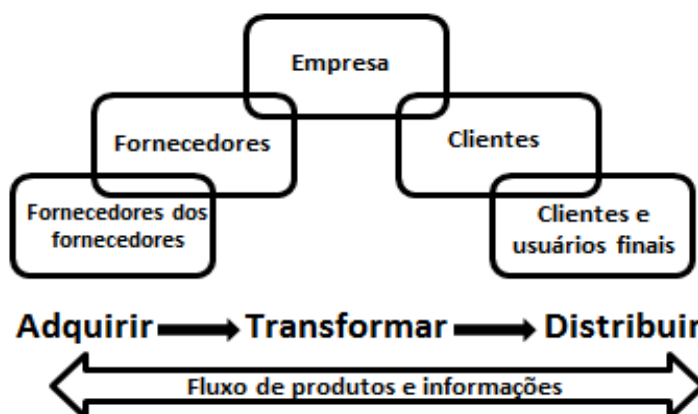 Empresa
Fornecedores
Clientes
Fornecedores dos
fornecedores
Clientes e
usuários finais
Adquirir
Transformar
Distribuir
Fluxo de produtos e informações